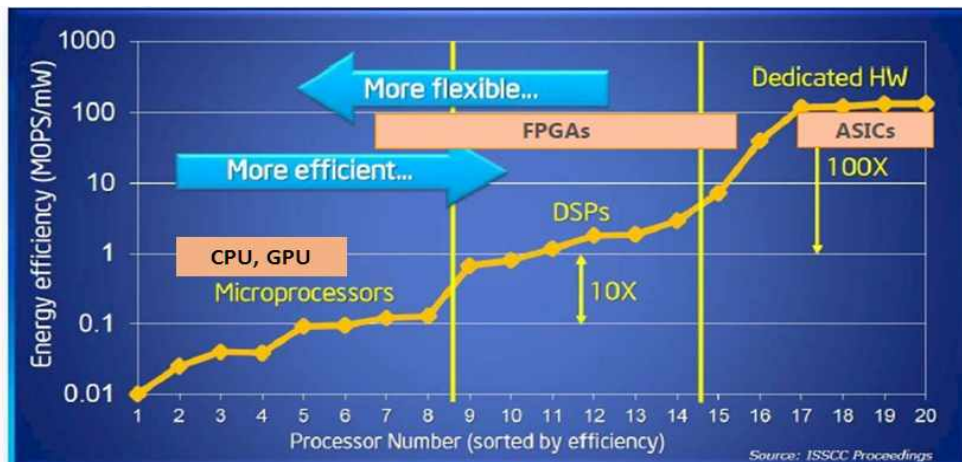 1000
100
10
1
0.1
0.01
Energy efficiency (MOPS/mW)
More flexible...
Dedicated HW
FPGAs
ASICs
More efficient...
100X
DSPs
CPU, GPU
Microprocessors
10X
1 2 3 4 5 6 7 8 9 10 11 12 13 14 15 16 17 18 19 20
Processor Number (sorted by efficiency)
Source: ISSCC Proceedings